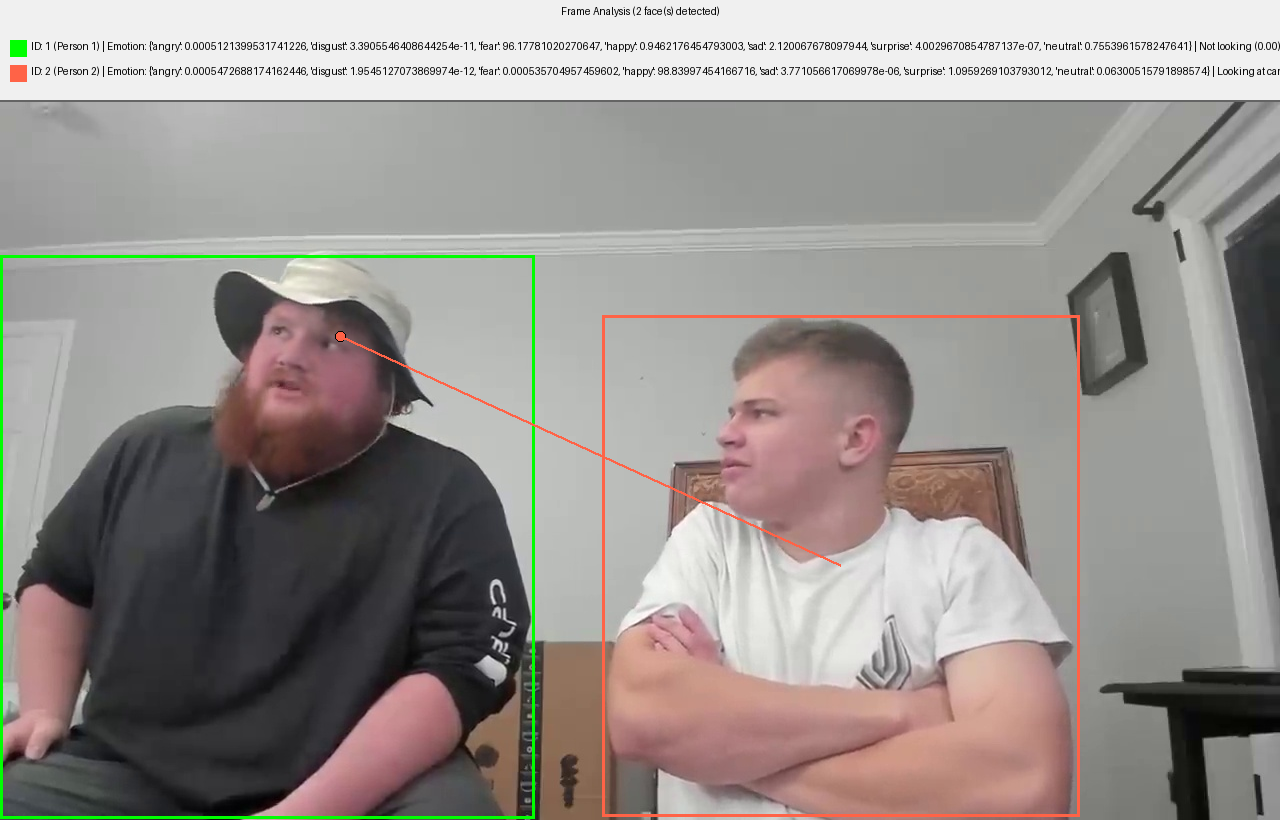 Frame Analysis (2 face(s) detected)
ID: 1 (Person 1) | Emotion: {'angry': 0.0005121399531741226, 'disgust': 3.3905546408644254e-11, 'fear': 96.17781020270647, 'happy': 0.9462176454793003, 'sad': 2.120067678097944, 'surprise': 4.0029670854787137e-07, 'neutral': 0.7553961578247641} | Not looking (0.00)
ID: 2 (Person 2) | Emotion: {'angry': 0.0005472688174162446, 'disgust': 1.9545127073869974e-12, 'fear': 0.000535704957459602, 'happy': 98.83997454166716, 'sad': 3.771056617069978e-06, 'surprise': 1.0959269103793012, 'neutral': 0.06300515791898574} | Looking at